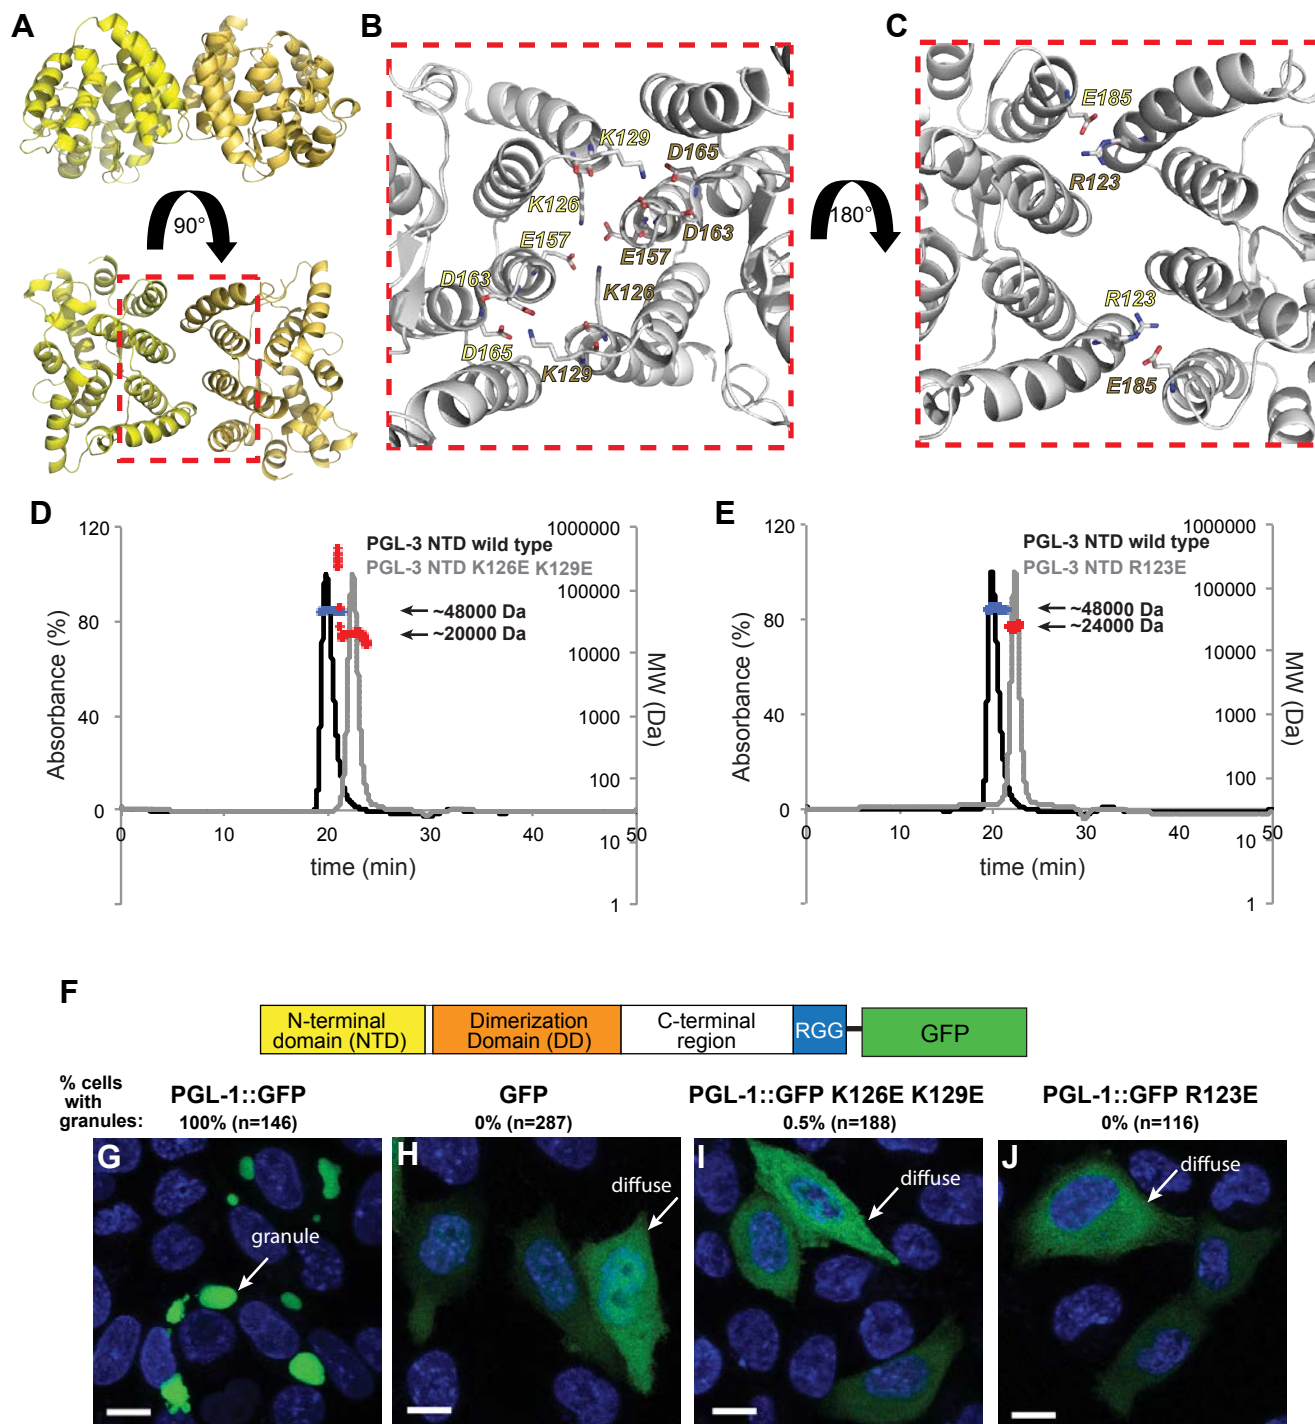 A
90°
B
K129
D165
K126
E157
D163
E157
D163
K126
D165
K129
180°
C
E185
R123
R123
E185
D
120
80
40
0
Absorbance (%)
0
10
20
30
40
50
time (min)
1000000
100000
10000
1000
100
10
1
MW (Da)
PGL-3 NTD wild type
PGL-3 NTD K126E K129E
~48000 Da
~20000 Da
E
120
80
40
0
Absorbance (%)
0
10
20
30
40
50
time (min)
1000000
100000
10000
1000
100
10
1
MW (Da)
PGL-3 NTD wild type
PGL-3 NTD R123E
~48000 Da
~24000 Da
F
N-terminal
domain (NTD)
Dimerization
Domain (DD)
C-terminal
region
RGG
GFP
% cells
with
granules:
PGL-1::GFP
100% (n=146)
GFP
0% (n=287)
PGL-1::GFP K126E K129E
0.5% (n=188)
PGL-1::GFP R123E
0% (n=116)
G
granule
H
diffuse
I
diffuse
J
diffuse